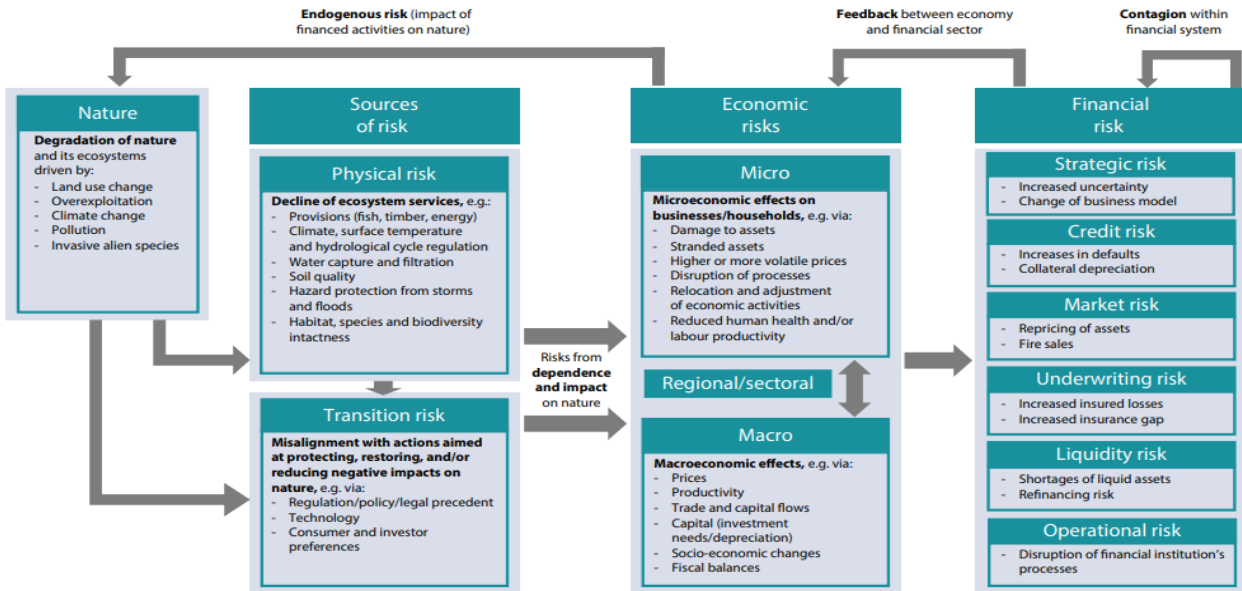 Endogenous risk (impact of
financed activities on nature)
Feedback between economy
and financial sector
Contagion within
financial system
Nature
Degradation of nature
and its ecosystems
driven by:
- Land use change
- Overexploitation
- Climate change
- Pollution
- Invasive alien species
Sources
of risk
Physical risk
Decline of ecosystem services, e.g.:
- Provisions (fish, timber, energy)
- Climate, surface temperature
and hydrological cycle regulation
- Water capture and filtration
- Soil quality
- Hazard protection from storms
and floods
- Habitat, species and biodiversity
intactness
Transition risk
Misalignment with actions aimed
at protecting, restoring, and/or
reducing negative impacts on
nature, e.g. via:
- Regulation/policy/legal precedent
- Technology
- Consumer and investor
preferences
Risks from
dependence
and impact
on nature
Economic
risks
Micro
Microeconomic effects on
businesses/households, e.g. via:
- Damage to assets
- Stranded assets
- Higher or more volatile prices
- Disruption of processes
- Relocation and adjustment
of economic activities
- Reduced human health and/or
labour productivity
Regional/sectoral
Macro
Macroeconomic effects, e.g. via:
- Prices
- Productivity
- Trade and capital flows
- Capital (investment
needs/depreciation)
- Socio-economic changes
- Fiscal balances
Financial
risk
Strategic risk
- Increased uncertainty
- Change of business model
Credit risk
- Increases in defaults
- Collateral depreciation
Market risk
- Repricing of assets
- Fire sales
Underwriting risk
- Increased insured losses
- Increased insurance gap
Liquidity risk
- Shortages of liquid assets
- Refinancing risk
Operational risk
- Disruption of financial institution's
processes